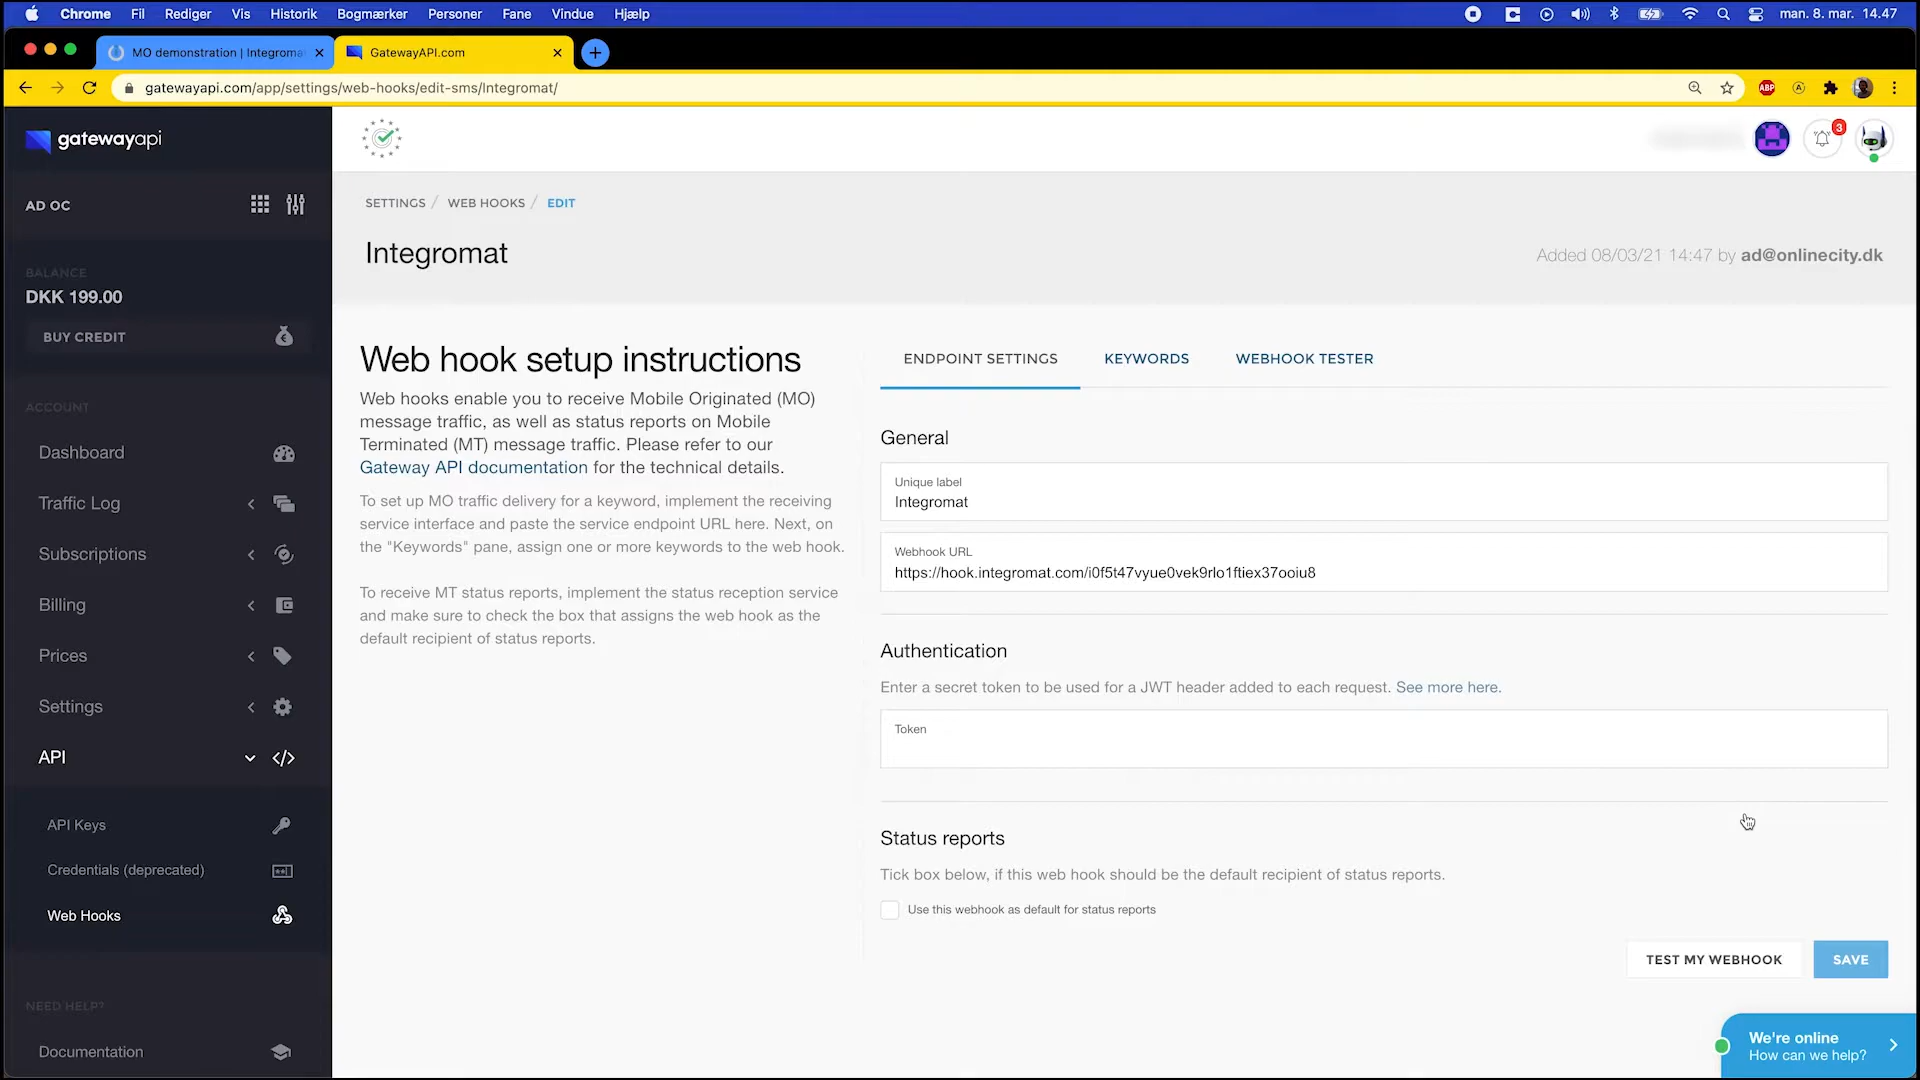 Chrome Fil Rediger Vis Historik Bogmærker Personer Fane Vindue Hjælp man. 8. mar. 14.47
MO demonstration | Integroma GatewayAPI.com
gatewayapi.com/app/settings/web-hooks/edit-sms/Integromat/
ABP
gatewayapi
3
AD OC
SETTINGS / WEB HOOKS / EDIT
Integromat
Added 08/03/21 14:47 by ad@onlinecity.dk
BALANCE
DKK 199.00
BUY CREDIT
ACCOUNT
Dashboard
Traffic Log
Subscriptions
Billing
Prices
Settings
API
API Keys
Credentials (deprecated)
Web Hooks
NEED HELP?
Documentation
Web hook setup instructions
Web hooks enable you to receive Mobile Originated (MO)
message traffic, as well as status reports on Mobile
Terminated (MT) message traffic. Please refer to our
Gateway API documentation for the technical details.
To set up MO traffic delivery for a keyword, implement the receiving
service interface and paste the service endpoint URL here. Next, on
the "Keywords" pane, assign one or more keywords to the web hook.
To receive MT status reports, implement the status reception service
and make sure to check the box that assigns the web hook as the
default recipient of status reports.
ENDPOINT SETTINGS KEYWORDS WEBHOOK TESTER
General
Unique label
Integromat
Webhook URL
https://hook.integromat.com/i0f5t47vyue0vek9rlo1ftiex37ooiu8
Authentication
Enter a secret token to be used for a JWT header added to each request. See more here.
Token
Status reports
Tick box below, if this web hook should be the default recipient of status reports.
Use this webhook as default for status reports
TEST MY WEBHOOK SAVE
We're online
How can we help?